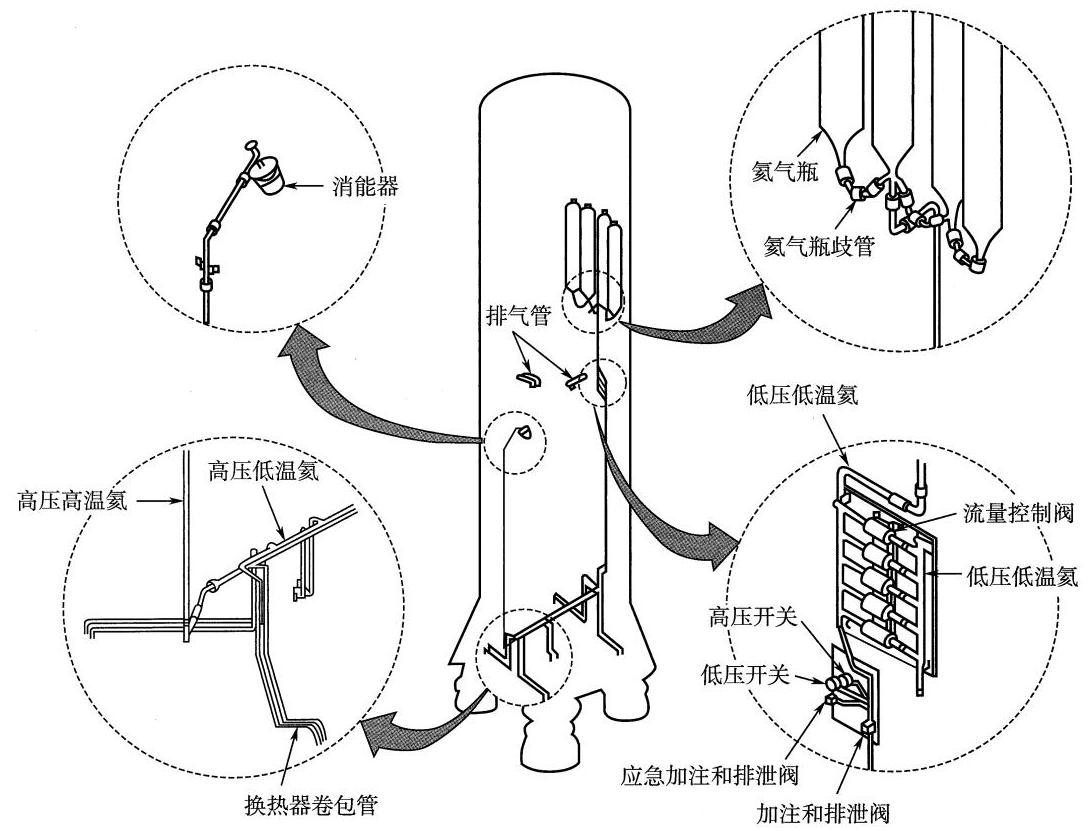 消能器
氦气瓶
氦气瓶歧管
排气管
低压低温氦
高压低温氦
高压高温氦
流量控制阀
低压低温氦
高压开关
低压开关
应急加注和排泄阀
换热器卷包管
加注和排泄阀